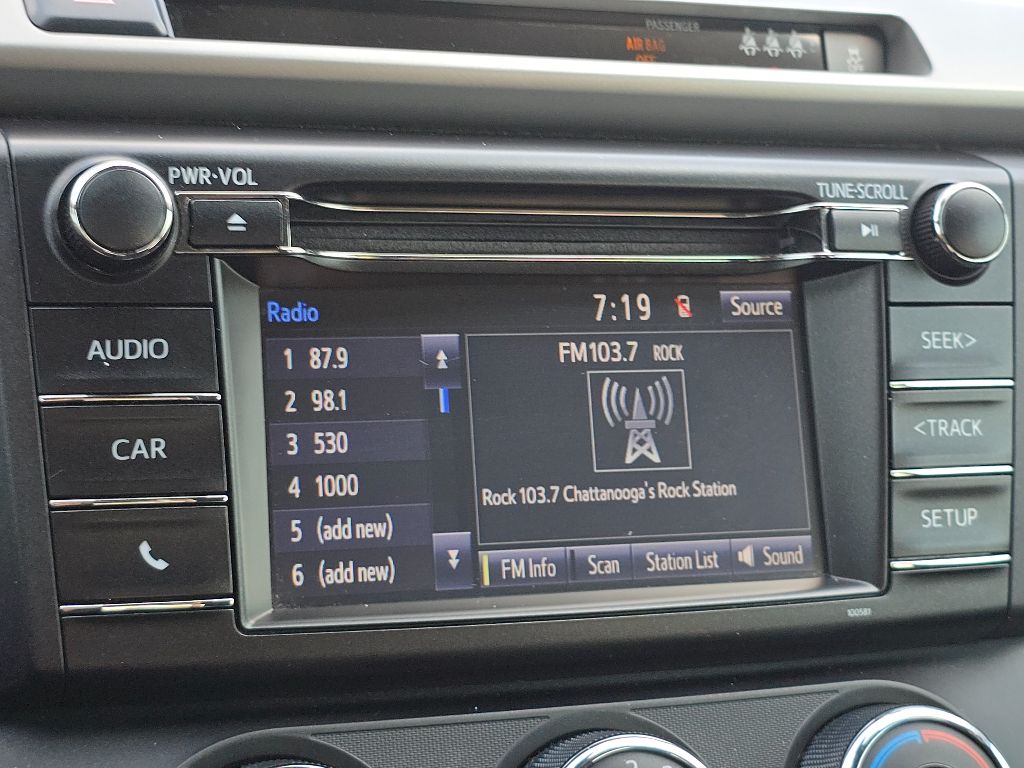 PASSENGER
AIR BAG
OFF
PWR•VOL
TUNE•SCROLL
Radio 7:19 Source
AUDIO
CAR
1 87.9
2 98.1
3 530
4 1000
5 (add new)
6 (add new)
FM103.7 ROCK
Rock 103.7 Chattanooga's Rock Station
FM Info Scan Station List Sound
SEEK>
<TRACK
SETUP
100581